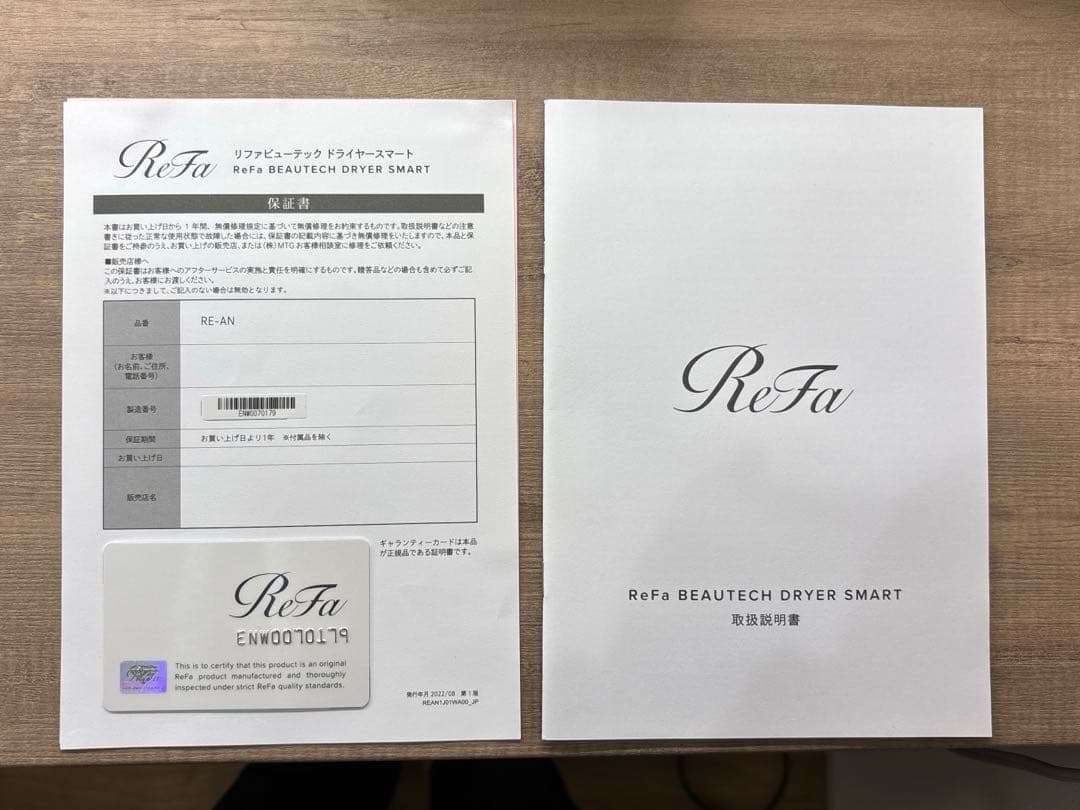 ReFa リファビューテック ドライヤースマート
ReFa BEAUTECH DRYER SMART
保証書
本書はお買い上げ日から1年間、無償修理規定に基づいて無償修理をお約束するものです。取扱説明書などの注意
書きに従った正常な使用状態で故障した場合には、保証書の記載内容に基づき無償修理をいたしますので、本品と保
証書をご持参のうえ、お買い上げの販売店、または(株)MTGお客様相談室に修理をご依頼ください。
■販売店様へ
この保証書はお客様へのアフターサービスの実施と責任を明確にするものです。贈答品などの場合も含めて必ずご記
入のうえ、お客様にお渡しください。
※以下につきまして、ご記入のない場合は無効となります。
品番 RE-AN
お客様
(お名前、ご住所、
電話番号)
製造番号 ENW0070179
保証期間 お買い上げ日より1年 ※付属品を除く
お買い上げ日
販売店名
ギャランティーカードは本品
が正規品である証明書です。
ReFa
ENW0070179
This is to certify that this product is an original
ReFa product manufactured and thoroughly
inspected under strict ReFa quality standards.
発行年月 2022/08 第1版
REAN1J01WA00_JP
ReFa
ReFa BEAUTECH DRYER SMART
取扱説明書